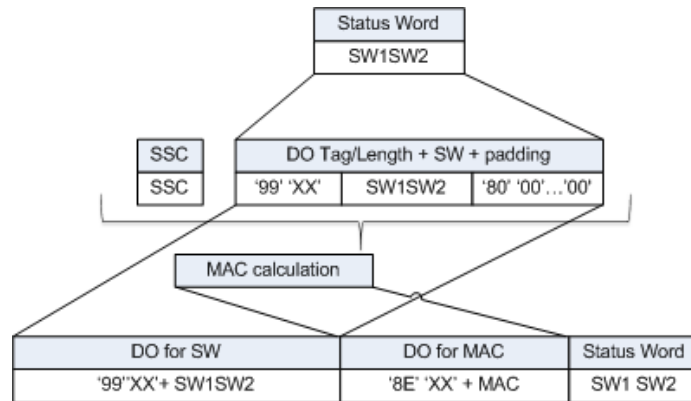 Status Word
SW1SW2
SSC
DO Tag/Length + SW + padding
SSC
‘99’ ‘XX’
SW1SW2
‘80’ ‘00’...’00’
MAC calculation
DO for SW
DO for MAC
Status Word
‘99’’XX’+ SW1SW2
‘8E’ ‘XX’ + MAC
SW1 SW2